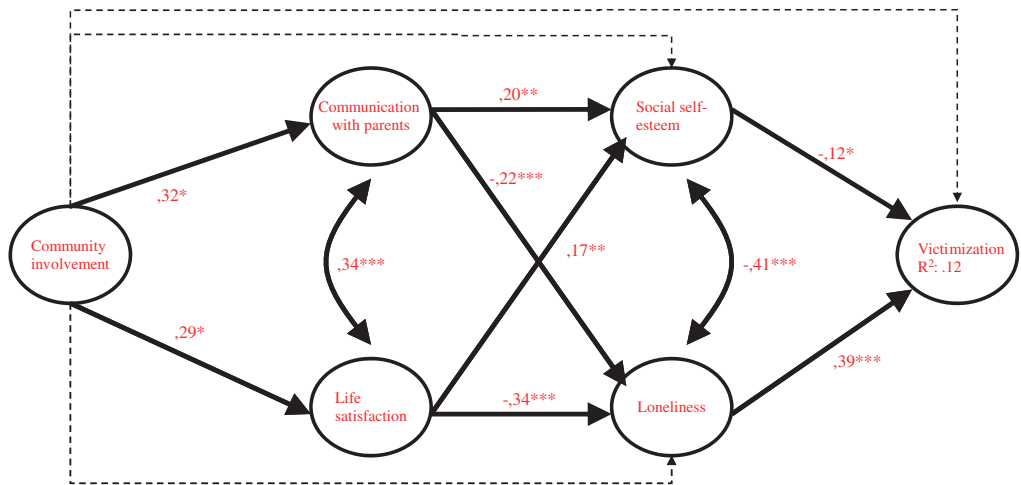 ,20**
Communication
with parents
Social self-
esteem
-,12*
-,22***
,32*
Community
involvement
,34***
,17**
-,41***
Victimization
R²: .12
,29*
,39***
Life
satisfaction
-,34***
Loneliness